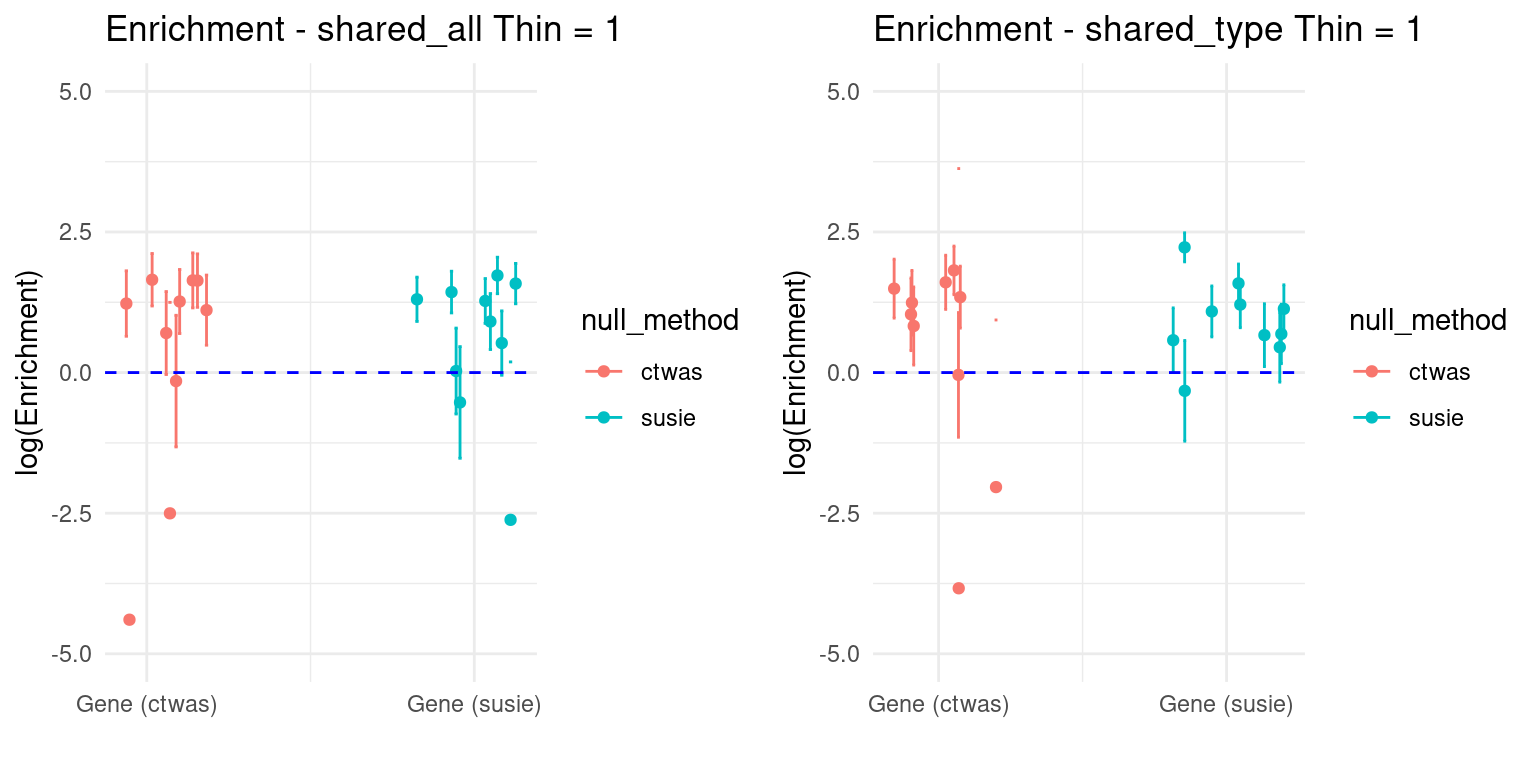 Enrichment - shared_all Thin = 1
5.0
2.5
0.0
-2.5
-5.0
log(Enrichment)
Gene (ctwas)
Gene (susie)
null_method
ctwas
susie
Enrichment - shared_type Thin = 1
5.0
2.5
0.0
-2.5
-5.0
log(Enrichment)
Gene (ctwas)
Gene (susie)
null_method
ctwas
susie